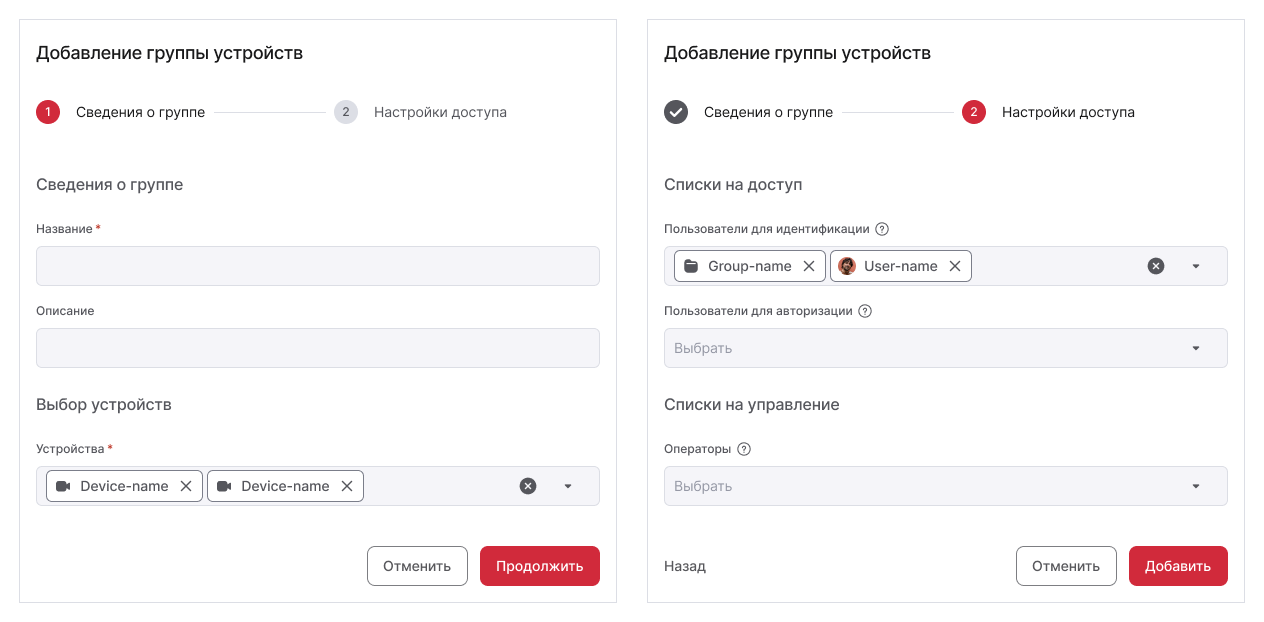 Добавление группы устройств
1 Сведения о группе 2 Настройки доступа
Сведения о группе
Название *
Описание
Выбор устройств
Устройства *
Device-name Device-name
Отменить Продолжить
Добавление группы устройств
Сведения о группе 2 Настройки доступа
Списки на доступ
Пользователи для идентификации ?
Group-name User-name
Пользователи для авторизации ?
Выбрать
Списки на управление
Операторы ?
Выбрать
Назад Отменить Добавить